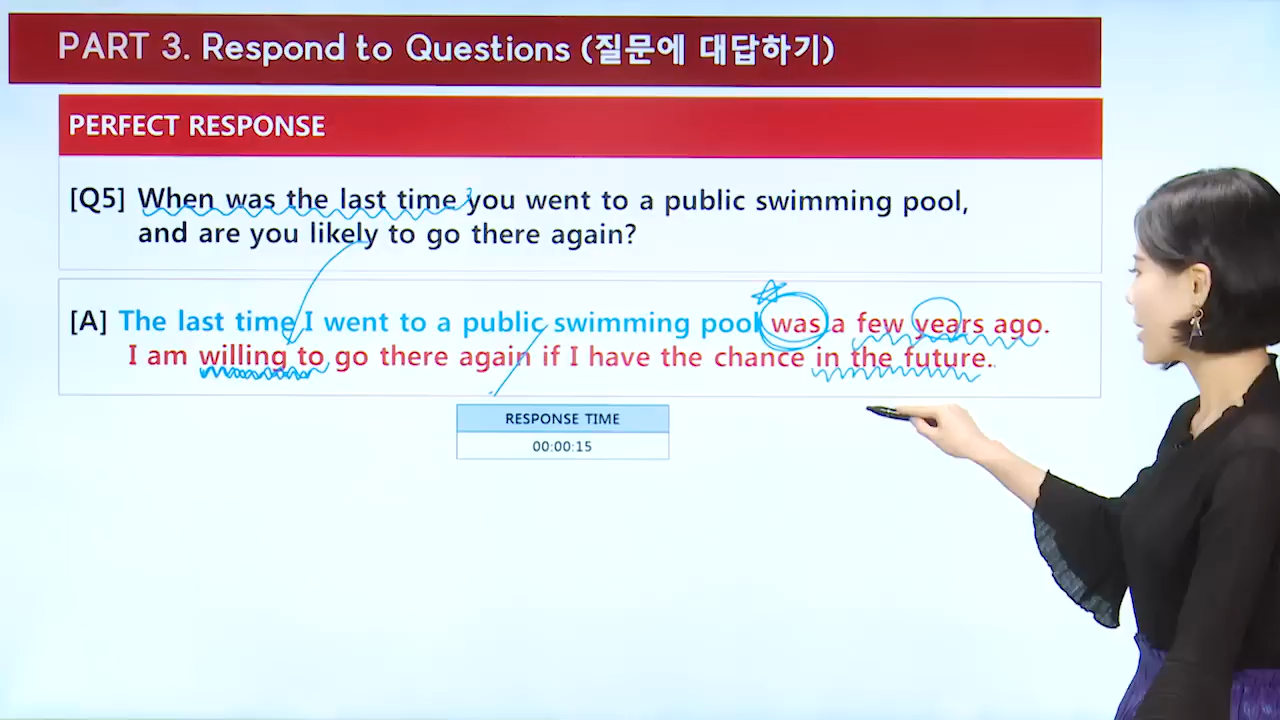 PART 3. Respond to Questions (질문에 대답하기)
PERFECT RESPONSE
[Q5] When was the last time you went to a public swimming pool,
and are you likely to go there again?
[A] The last time I went to a public swimming pool was a few years ago.
I am willing to go there again if I have the chance in the future.
RESPONSE TIME
00:00:15